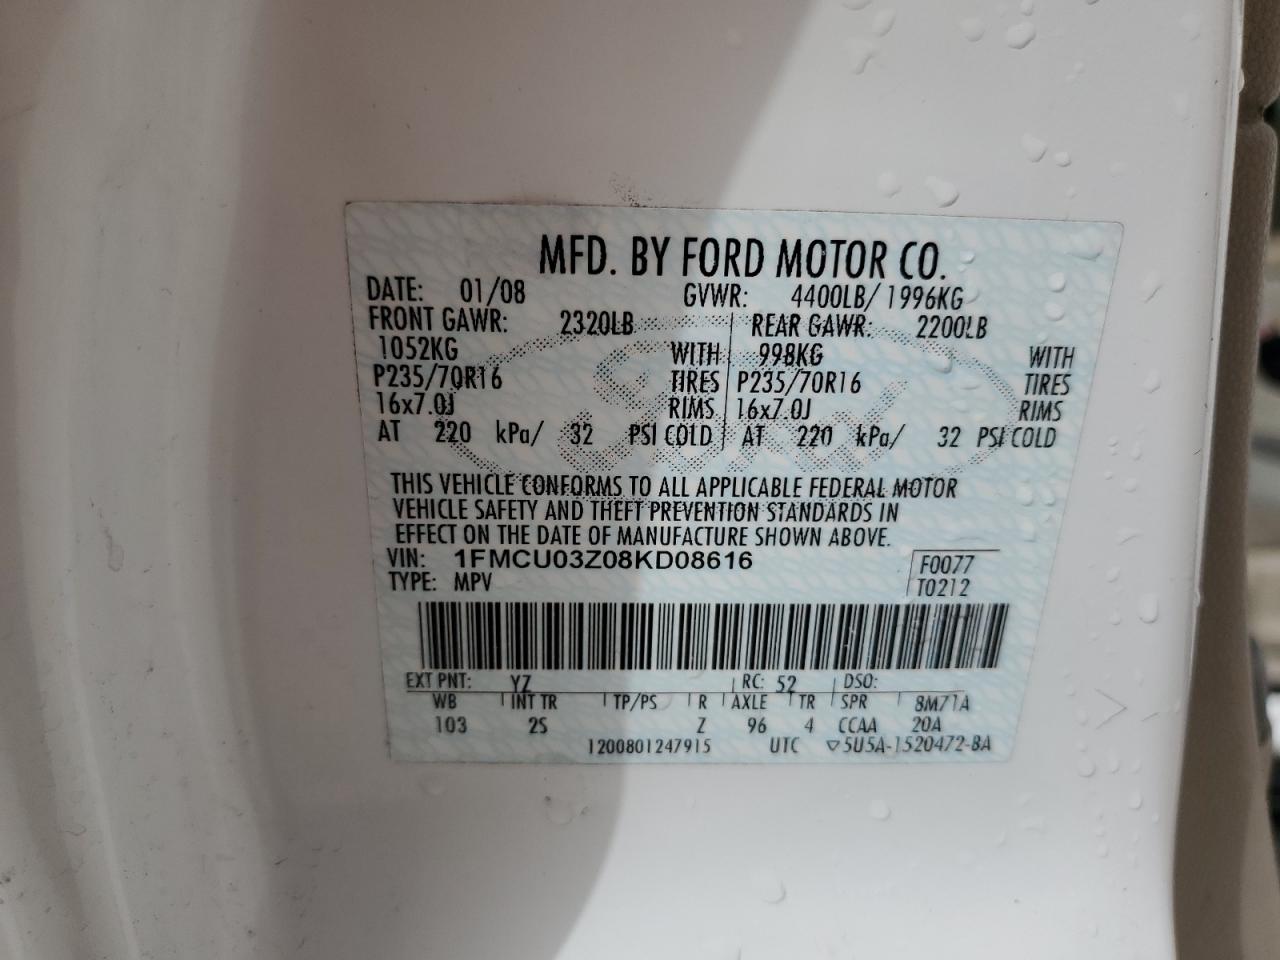 MFD. BY FORD MOTOR CO.
DATE: 01/08 GVWR: 4400LB/ 1996KG
FRONT GAWR: 2320LB REAR GAWR: 2200LB
1052KG WITH 998KG WITH
P235/70R16 TIRES P235/70R16 TIRES
16x7.0J RIMS 16x7.0J RIMS
AT 220 kPa/ 32 PSI COLD AT 220 kPa/ 32 PSI COLD
Ford
THIS VEHICLE CONFORMS TO ALL APPLICABLE FEDERAL MOTOR
VEHICLE SAFETY AND THEFT PREVENTION STANDARDS IN
EFFECT ON THE DATE OF MANUFACTURE SHOWN ABOVE.
VIN: 1FMCU03Z08KD08616 F0077
TYPE: MPV T0212
EXT PNT: YZ RC: 52 DSO:
WB INT TR TP/PS R AXLE TR SPR 8M71A
103 2S Z 96 4 CCAA 20A
1200801247915 UTC ▽5U5A-1520472-BA